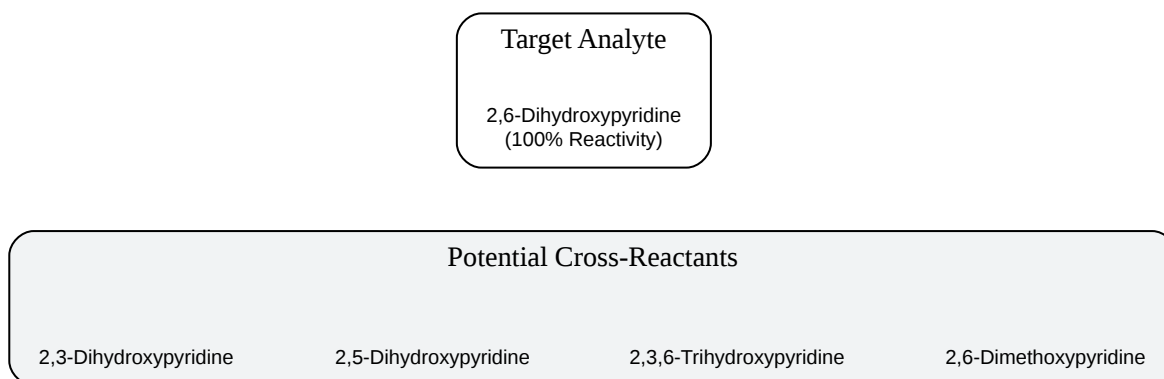 Target Analyte
2,6-Dihydroxypyridine
(100% Reactivity)
Potential Cross-Reactants
2,3-Dihydroxypyridine
2,5-Dihydroxypyridine
2,3,6-Trihydroxypyridine
2,6-Dimethoxypyridine